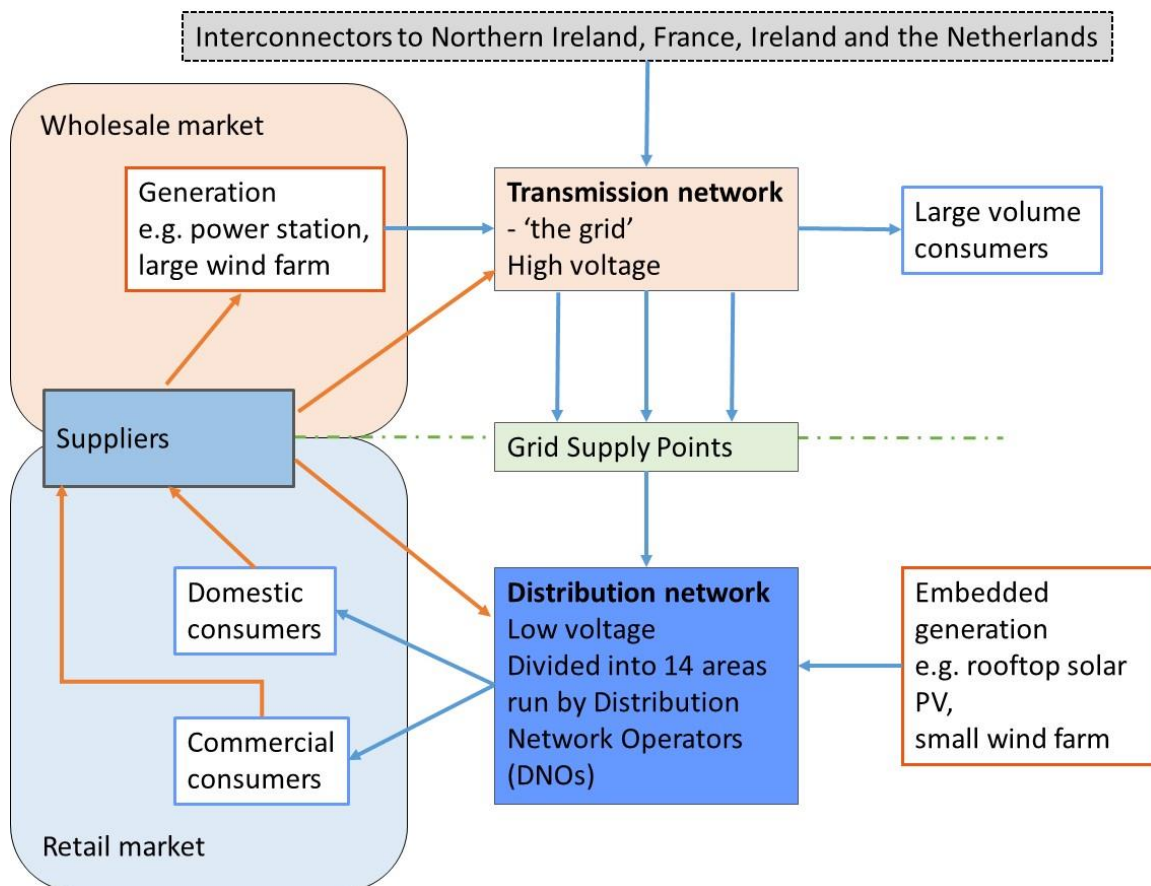 Interconnectors to Northern Ireland, France, Ireland and the Netherlands
Wholesale market
Generation
e.g. power station,
large wind farm
Transmission network
- ‘the grid’
High voltage
Large volume
consumers
Suppliers
Grid Supply Points
Domestic
consumers
Commercial
consumers
Retail market
Distribution network
Low voltage
Divided into 14 areas
run by Distribution
Network Operators
(DNOs)
Embedded
generation
e.g. rooftop solar
PV,
small wind farm